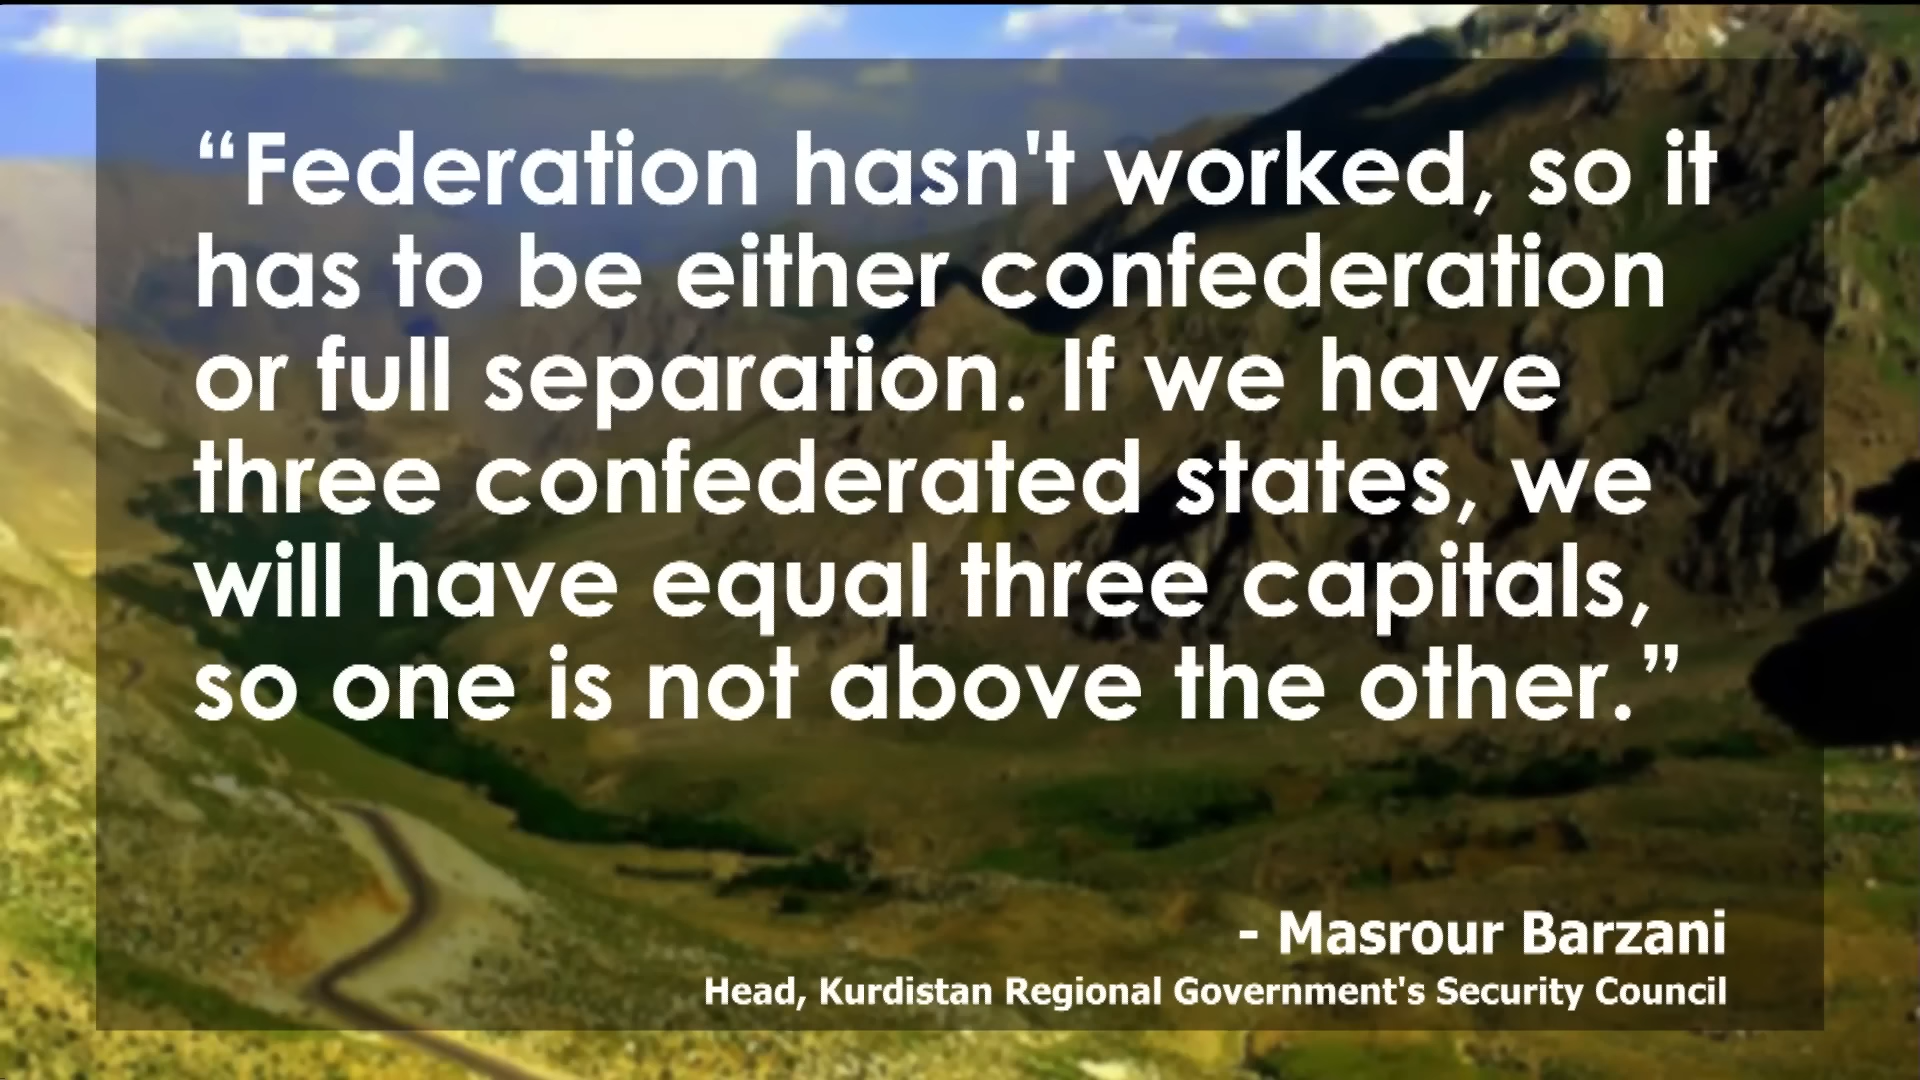 “Federation hasn't worked, so it
has to be either confederation
or full separation. If we have
three confederated states, we
will have equal three capitals,
so one is not above the other.”
- Masrour Barzani
Head, Kurdistan Regional Government's Security Council